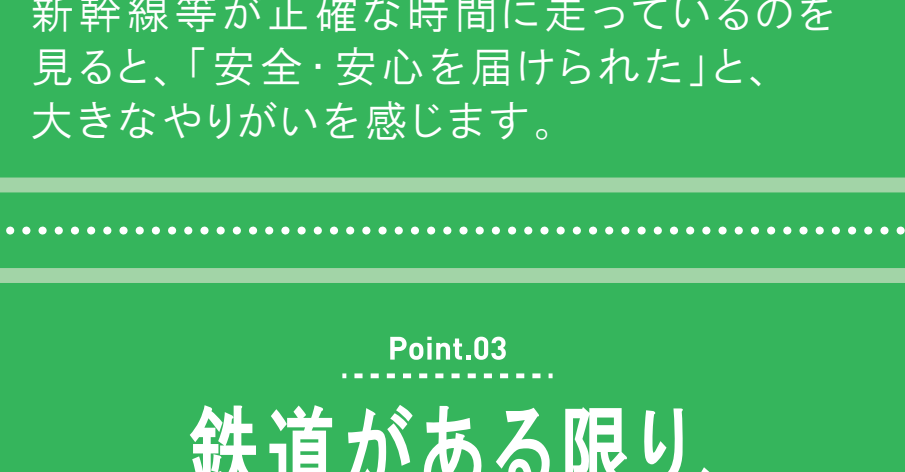 新幹線等が正確な時間に走っているのを
見ると、「安全・安心を届けられた」と、
大きなやりがいを感じます。
Point.03
鉄道がある限り、